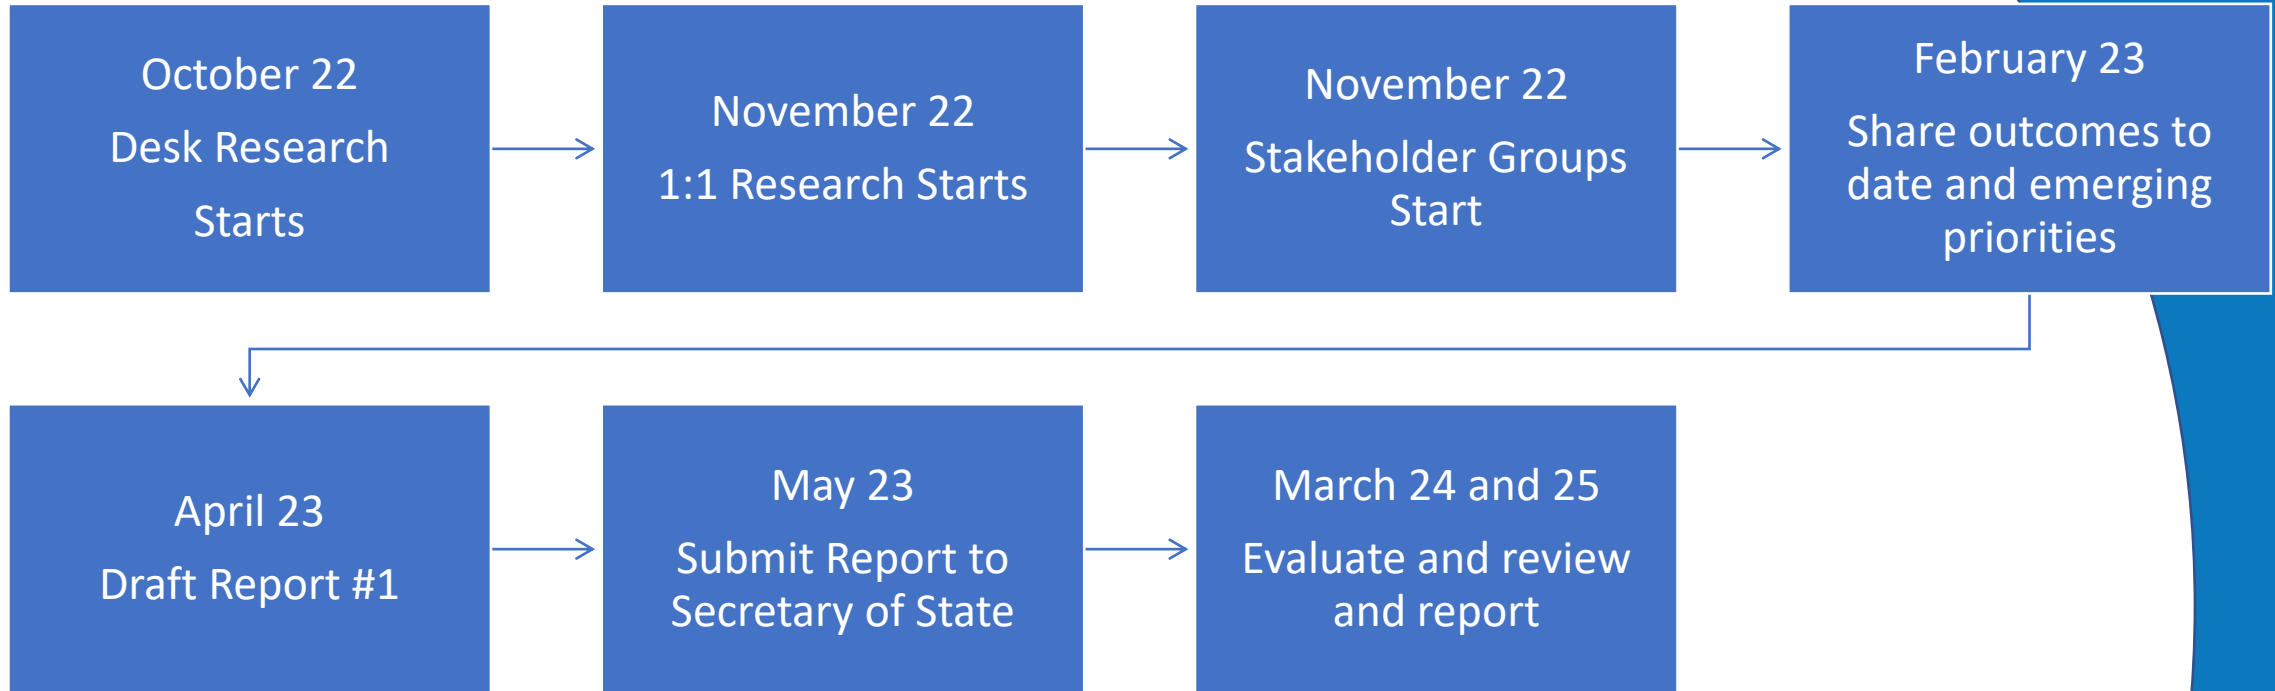 October 22
Desk Research
Starts
November 22
1:1 Research Starts
November 22
Stakeholder Groups
Start
February 23
Share outcomes to
date and emerging
priorities
April 23
Draft Report #1
May 23
Submit Report to
Secretary of State
March 24 and 25
Evaluate and review
and report